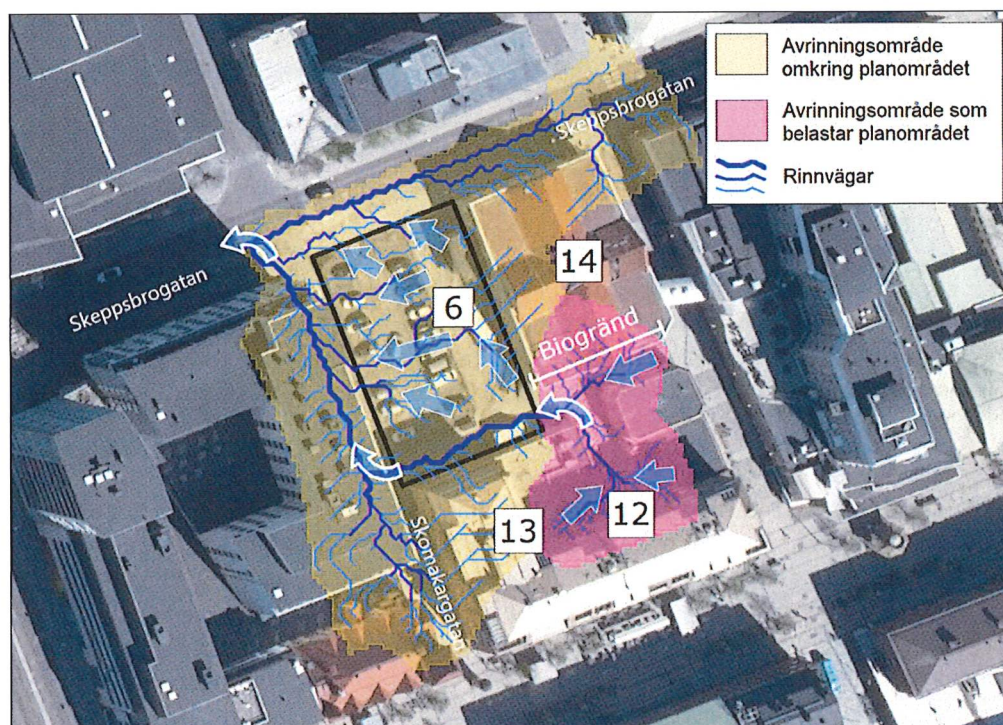 Avrinningsområde
omkring planområdet
Avrinningsområde som
belastar planområdet
Rinnvägar
Skeppsbrogatan
14
Skeppsbrogatan
6
Biogränd
12
13
Skomakargatan